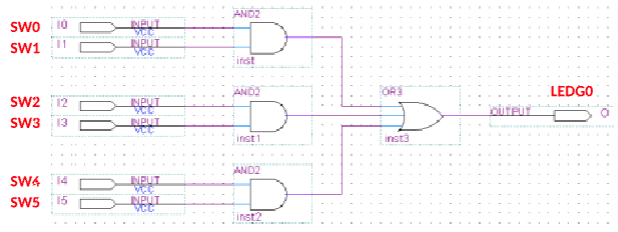 AND2
SW0 I0 INPUT
VCC
SW1 I1 INPUT
VCC
inst
LEDG0
AND2
OR3
SW2 I2 INPUT
VCC
OUTPUT O
SW3 I3 INPUT
VCC
inst1
inst3
AND2
SW4 I4 INPUT
VCC
SW5 I5 INPUT
VCC
inst2